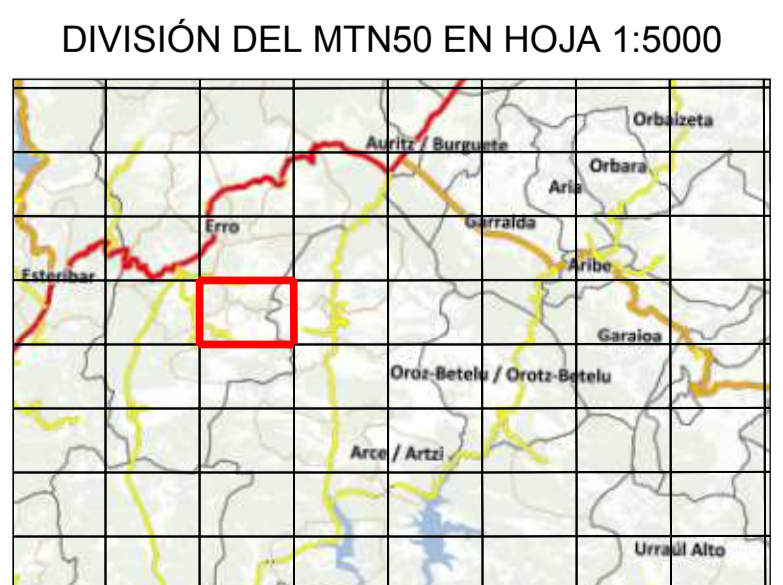 DIVISIÓN DEL MTN50 EN HOJA 1:5000
Orbaizeta
Auritz / Burguete
Orbara
Aria
Erro
Garralda
Aribe
Esteribar
Garaioa
Oroz-Betelu / Orotz-Betelu
Arce / Artzi
Urraúl Alto